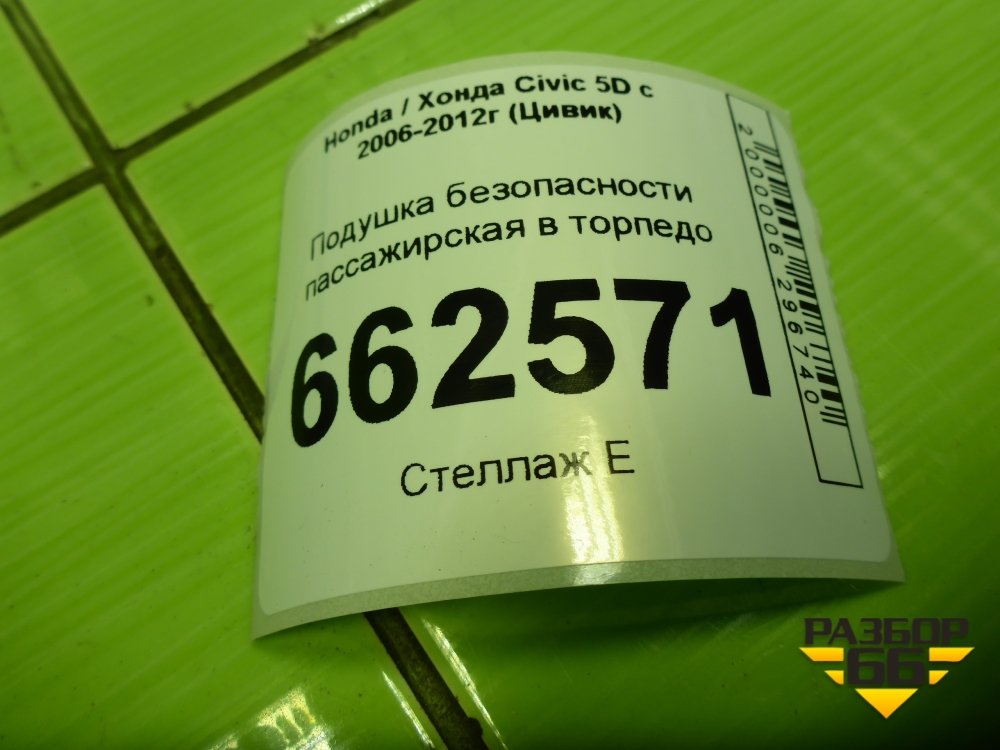 Honda / Хонда Civic 5D с
2006-2012г (Цивик)
Подушка безопасности
пассажирская в торпедо
662571
Стеллаж Е
2000006296740
РАЗБОР
66